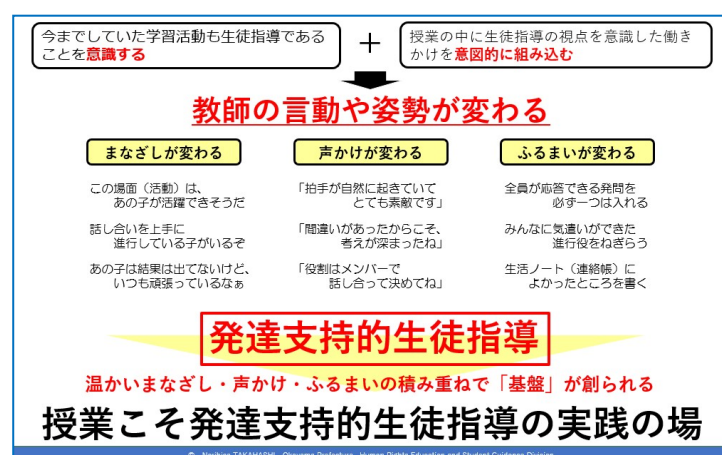 今までしていた学習活動も生徒指導である
ことを意識する
＋
授業の中に生徒指導の視点を意識した働き
かけを意図的に組み込む
教師の言動や姿勢が変わる
まなざしが変わる
この場面（活動）は、
あの子が活躍できそうだ
話し合いを上手に
進行している子がいるぞ
あの子は結果は出てないけど、
いつも頑張っているなぁ
声かけが変わる
「拍手が自然に起きていて
とても素敵です」
「間違いがあったからこそ、
考えが深まったね」
「役割はメンバーで
話し合って決めてね」
ふるまいが変わる
全員が応答できる発問を
必ず一つは入れる
みんなに気遣いができた
進行役をねぎらう
生活ノート（連絡帳）に
よかったところを書く
発達支持的生徒指導
温かいまなざし・声かけ・ふるまいの積み重ねで「基盤」が創られる
授業こそ発達支持的生徒指導の実践の場
TAKAHASHI Okayama Prefecture Human Rights Education and Student Guidance Division